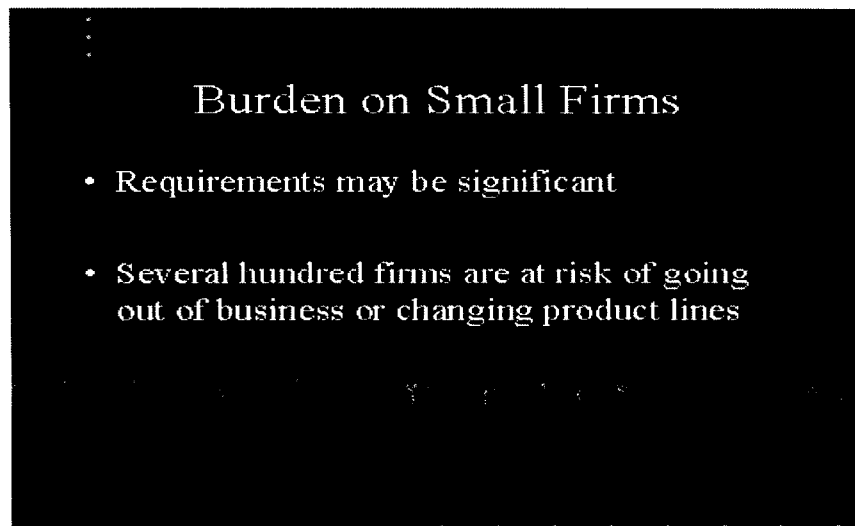 Burden on Small Firms
• Requirements may be significant
• Several hundred firms are at risk of going
out of business or changing product lines